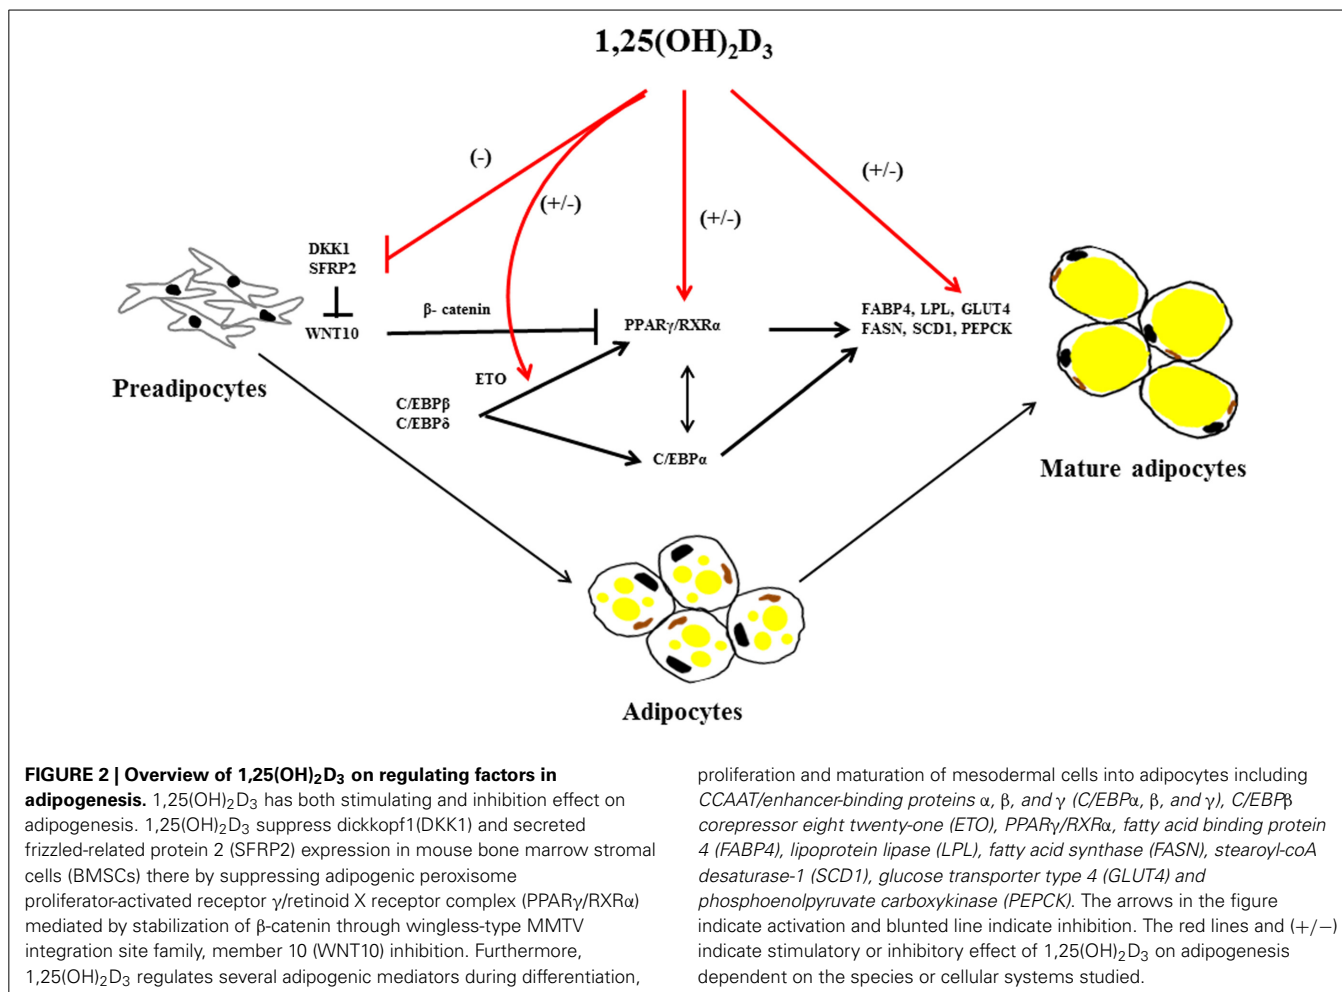 1,25(OH)₂D₃
(-)
(+/-)
(+/-)
(+/-)
DKK1
SFRP2
WNT10
β- catenin
PPARγ/RXRα
FABP4, LPL, GLUT4
FASN, SCD1, PEPCK
ETO
C/EBPβ
C/EBPδ
C/EBPα
Preadipocytes
Mature adipocytes
Adipocytes
FIGURE 2 | Overview of 1,25(OH)₂D₃ on regulating factors in
adipogenesis. 1,25(OH)₂D₃ has both stimulating and inhibition effect on
adipogenesis. 1,25(OH)₂D₃ suppress dickkopf1(DKK1) and secreted
frizzled-related protein 2 (SFRP2) expression in mouse bone marrow stromal
cells (BMSCs) there by suppressing adipogenic peroxisome
proliferator-activated receptor γ/retinoid X receptor complex (PPARγ/RXRα)
mediated by stabilization of β-catenin through wingless-type MMTV
integration site family, member 10 (WNT10) inhibition. Furthermore,
1,25(OH)₂D₃ regulates several adipogenic mediators during differentiation,
proliferation and maturation of mesodermal cells into adipocytes including
CCAAT/enhancer-binding proteins α, β, and γ (C/EBPα, β, and γ), C/EBPβ
corepressor eight twenty-one (ETO), PPARγ/RXRα, fatty acid binding protein
4 (FABP4), lipoprotein lipase (LPL), fatty acid synthase (FASN), stearoyl-coA
desaturase-1 (SCD1), glucose transporter type 4 (GLUT4) and
phosphoenolpyruvate carboxykinase (PEPCK). The arrows in the figure
indicate activation and blunted line indicate inhibition. The red lines and (+/−)
indicate stimulatory or inhibitory effect of 1,25(OH)₂D₃ on adipogenesis
dependent on the species or cellular systems studied.